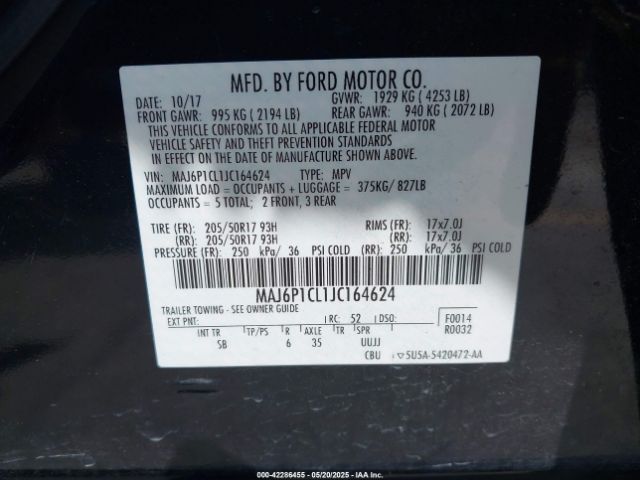 MFD. BY FORD MOTOR CO.
DATE: 10/17 GVWR: 1929 KG ( 4253 LB)
FRONT GAWR: 995 KG ( 2194 LB) REAR GAWR: 940 KG ( 2072 LB)
THIS VEHICLE CONFORMS TO ALL APPLICABLE FEDERAL MOTOR
VEHICLE SAFETY AND THEFT PREVENTION STANDARDS
IN EFFECT ON THE DATE OF MANUFACTURE SHOWN ABOVE.
VIN: MAJ6P1CL1JC164624 TYPE: MPV
MAXIMUM LOAD = OCCUPANTS + LUGGAGE = 375KG/ 827LB
OCCUPANTS = 5 TOTAL; 2 FRONT, 3 REAR
TIRE (FR): 205/50R17 93H RIMS (FR): 17x7.0J
(RR): 205/50R17 93H (RR): 17x7.0J
PRESSURE (FR): 250 kPa/ 36 PSI COLD (RR): 250 kPa/ 36 PSI COLD
MAJ6P1CL1JC164624
TRAILER TOWING - SEE OWNER GUIDE
EXT PNT: RC: 52 DSO: F0014
R0032
INT TR TP/PS R AXLE TR SPR
SB 6 35 UUJJ
CBU ▽5USA-5420472-AA
000-42286455 - 05/20/2025 - IAAI.COM